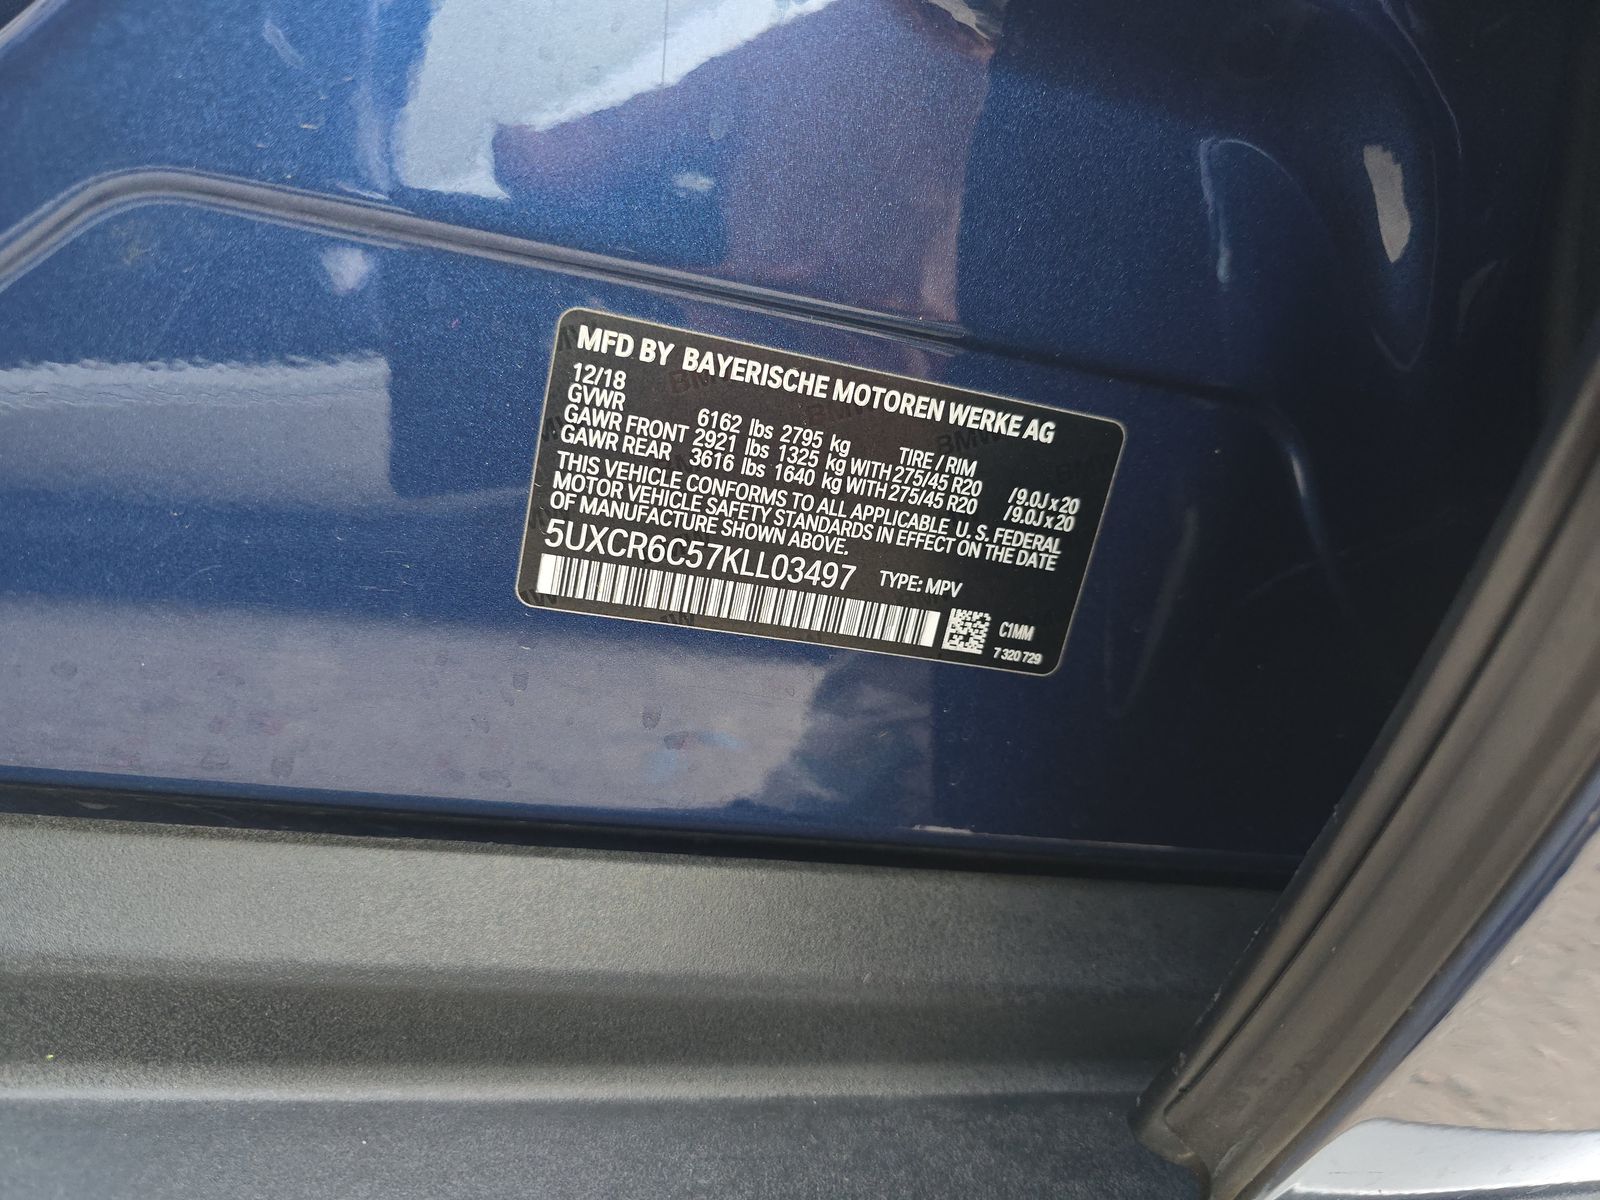 MFD BY BAYERISCHE MOTOREN WERKE AG
12/18
GVWR 6162 lbs 2795 kg TIRE / RIM
GAWR FRONT 2921 lbs 1325 kg WITH 275/45 R20 /9.0J x 20
GAWR REAR 3616 lbs 1640 kg WITH 275/45 R20 /9.0J x 20
THIS VEHICLE CONFORMS TO ALL APPLICABLE U. S. FEDERAL
MOTOR VEHICLE SAFETY STANDARDS IN EFFECT ON THE DATE
OF MANUFACTURE SHOWN ABOVE.
5UXCR6C57KLL03497 TYPE: MPV
C1MM
7 320 729